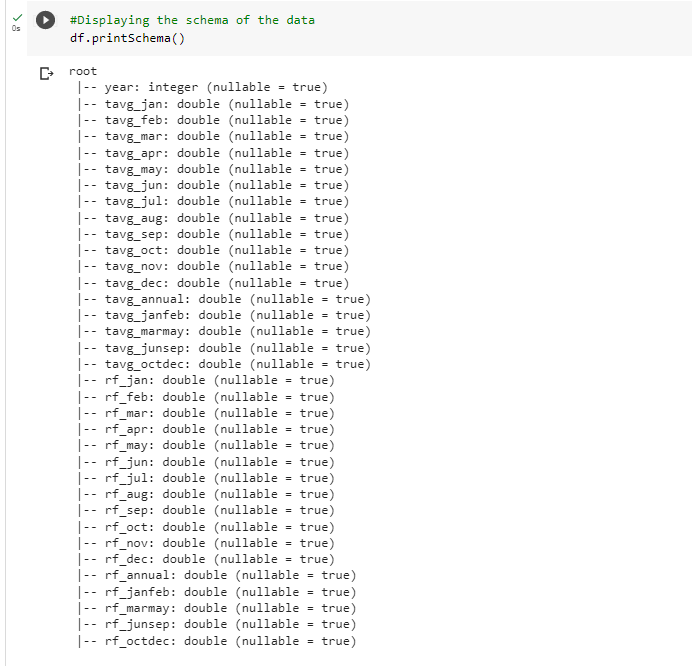 #Displaying the schema of the data
0s
df.printSchema()
root
|-- year: integer (nullable = true)
|-- tavg_jan: double (nullable = true)
|-- tavg_feb: double (nullable = true)
|-- tavg_mar: double (nullable = true)
|-- tavg_apr: double (nullable = true)
|-- tavg_may: double (nullable = true)
|-- tavg_jun: double (nullable = true)
|-- tavg_jul: double (nullable = true)
|-- tavg_aug: double (nullable = true)
|-- tavg_sep: double (nullable = true)
|-- tavg_oct: double (nullable = true)
|-- tavg_nov: double (nullable = true)
|-- tavg_dec: double (nullable = true)
|-- tavg_annual: double (nullable = true)
|-- tavg_janfeb: double (nullable = true)
|-- tavg_marmay: double (nullable = true)
|-- tavg_junsep: double (nullable = true)
|-- tavg_octdec: double (nullable = true)
|-- rf_jan: double (nullable = true)
|-- rf_feb: double (nullable = true)
|-- rf_mar: double (nullable = true)
|-- rf_apr: double (nullable = true)
|-- rf_may: double (nullable = true)
|-- rf_jun: double (nullable = true)
|-- rf_jul: double (nullable = true)
|-- rf_aug: double (nullable = true)
|-- rf_sep: double (nullable = true)
|-- rf_oct: double (nullable = true)
|-- rf_nov: double (nullable = true)
|-- rf_dec: double (nullable = true)
|-- rf_annual: double (nullable = true)
|-- rf_janfeb: double (nullable = true)
|-- rf_marmay: double (nullable = true)
|-- rf_junsep: double (nullable = true)
|-- rf_octdec: double (nullable = true)